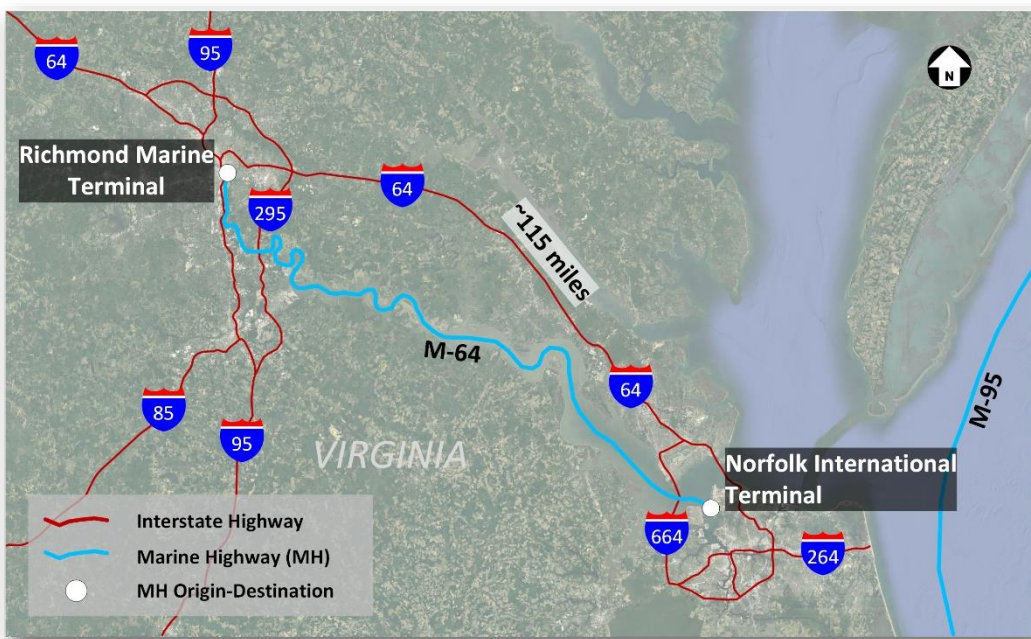 64
95
N
Richmond Marine
Terminal
64
295
~115 miles
M-64
64
M-95
85
95
VIRGINIA
Norfolk International
Terminal
664
264
Interstate Highway
Marine Highway (MH)
MH Origin-Destination